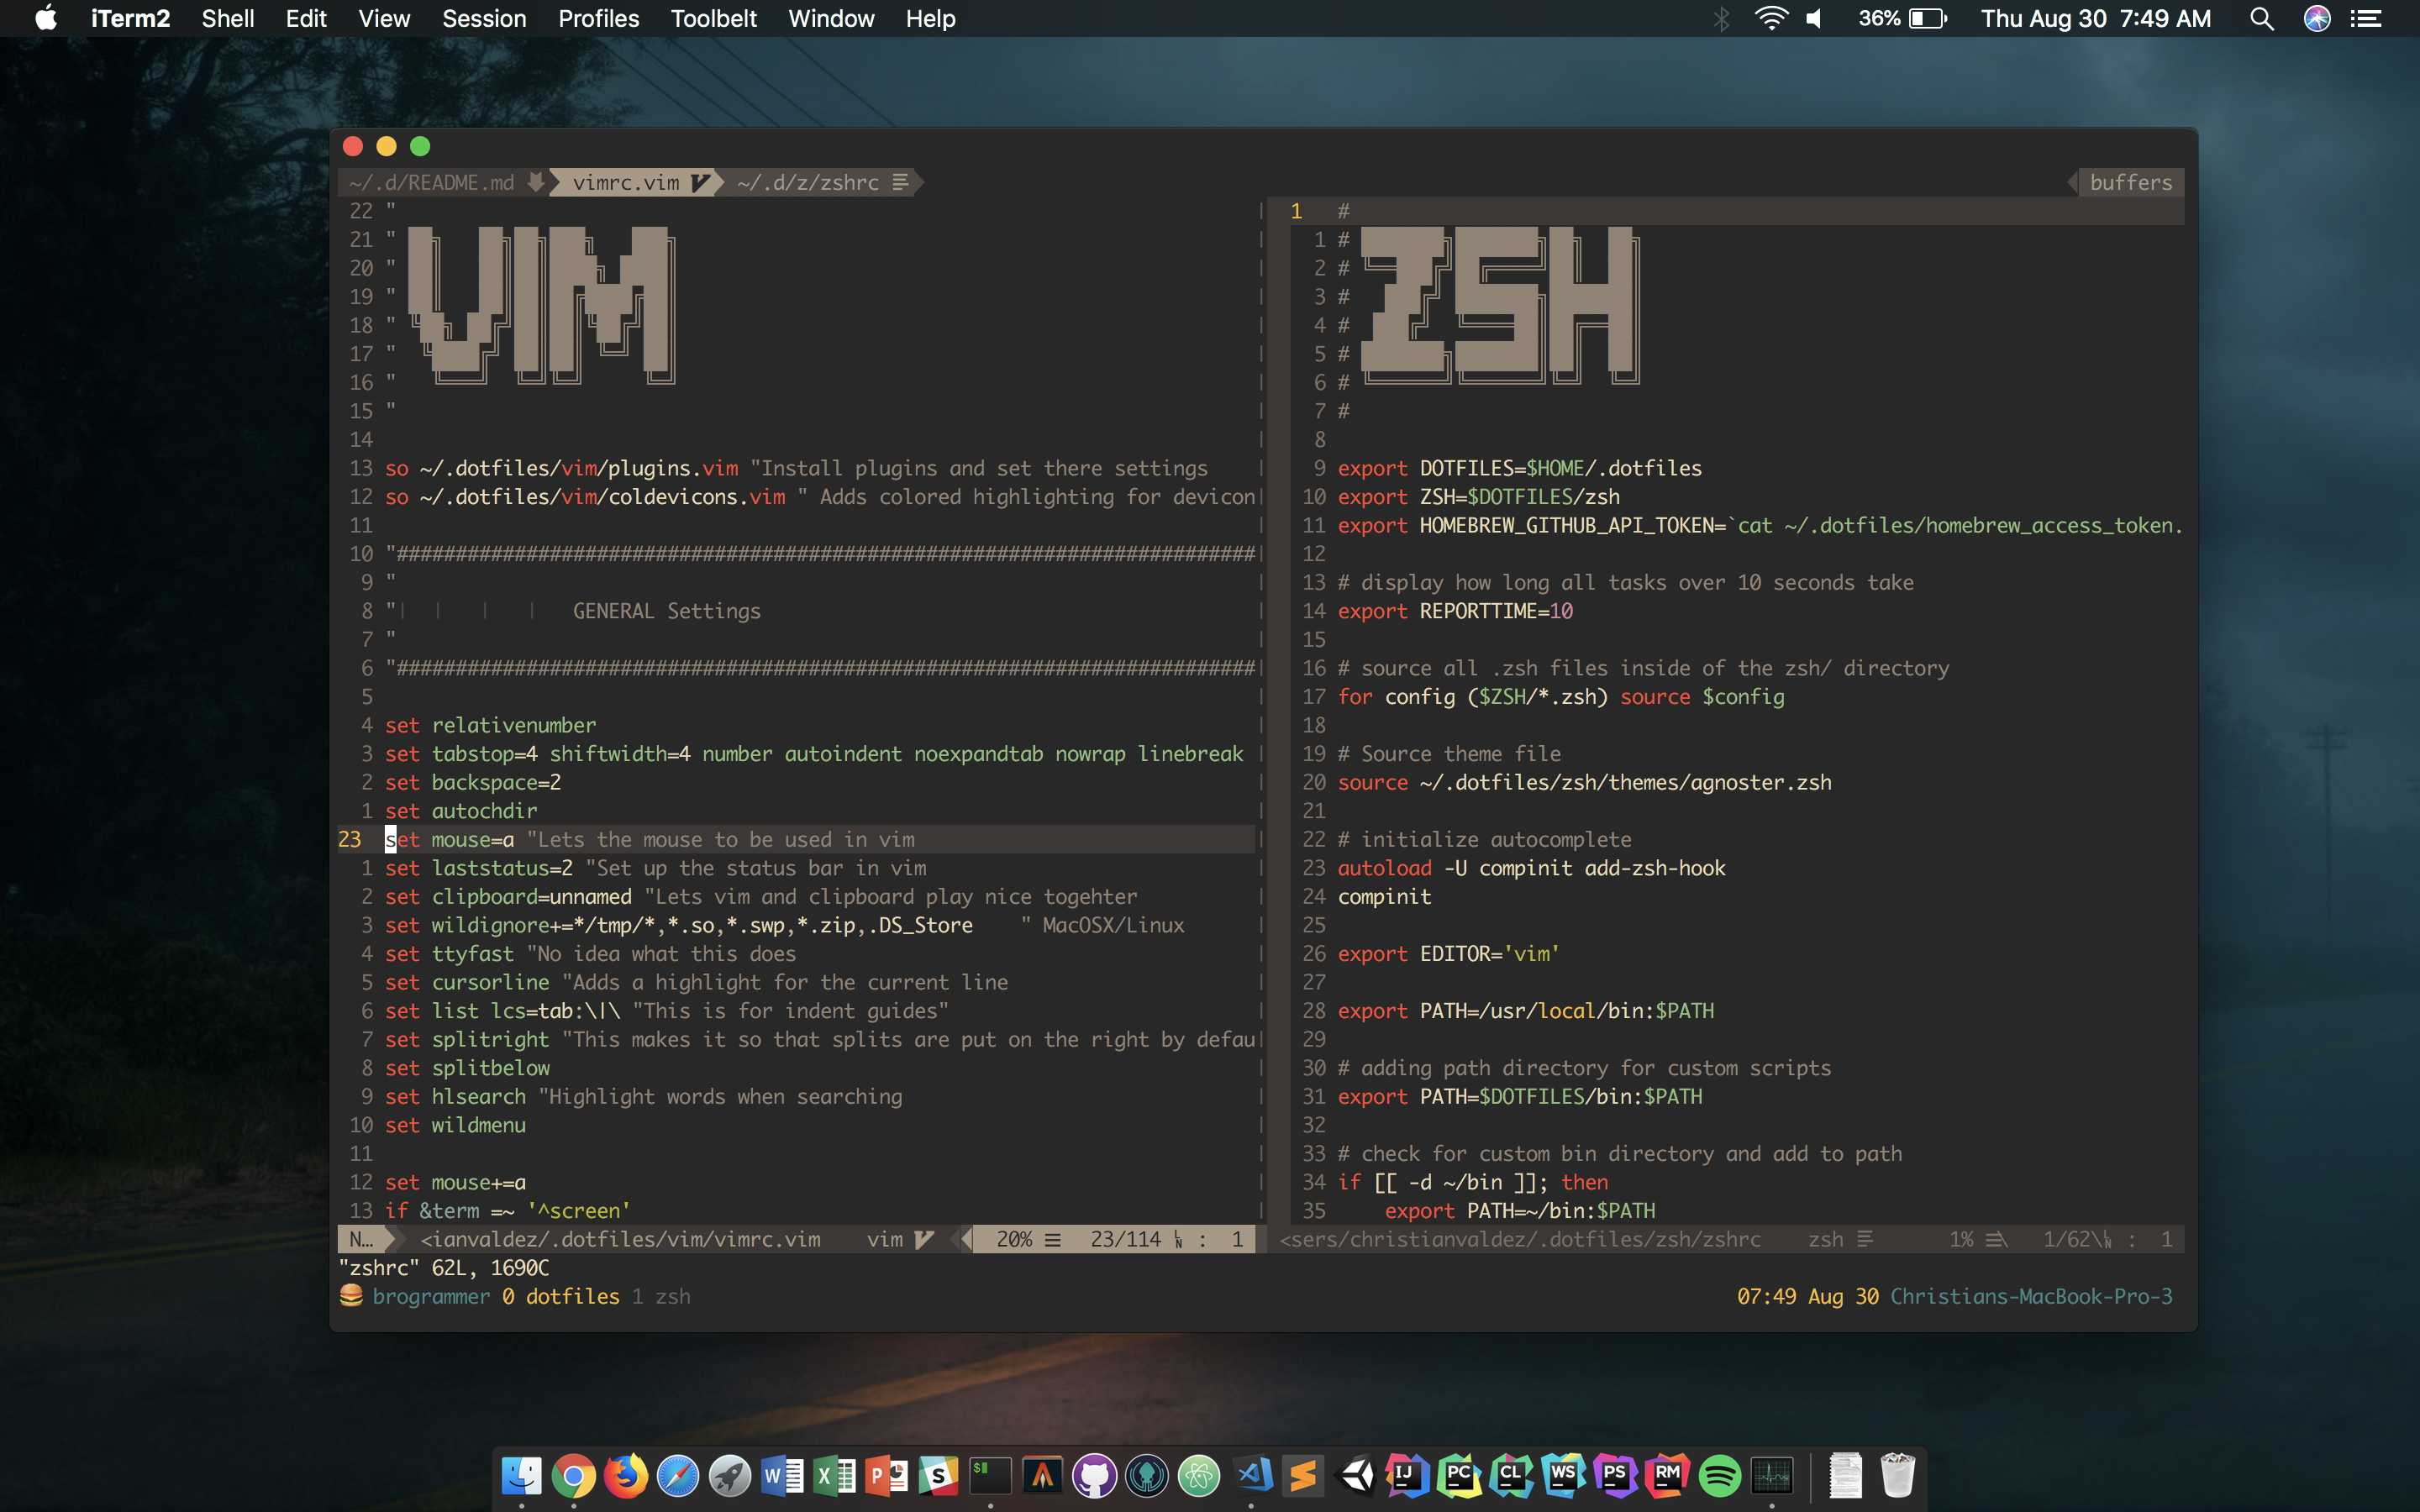 iTerm2 Shell Edit View Session Profiles Toolbelt Window Help 36% Thu Aug 30 7:49 AM
~/.d/README.md vimrc.vim ~/.d/z/zshrc buffers
22 "
21 "
20 "
19 "
18 "
17 "
16 "
15 "
14
13 so ~/.dotfiles/vim/plugins.vim "Install plugins and set there settings
12 so ~/.dotfiles/vim/coldevicons.vim " Adds colored highlighting for devicon
11
10 "#########################################################################
9 "
8 "| | | | GENERAL Settings
7 "
6 "#########################################################################
5
4 set relativenumber
3 set tabstop=4 shiftwidth=4 number autoindent noexpandtab nowrap linebreak
2 set backspace=2
1 set autochdir
23 set mouse=a "Lets the mouse to be used in vim
1 set laststatus=2 "Set up the status bar in vim
2 set clipboard=unnamed "Lets vim and clipboard play nice togehter
3 set wildignore+=*/tmp/*,*.so,*.swp,*.zip,.DS_Store " MacOSX/Linux
4 set ttyfast "No idea what this does
5 set cursorline "Adds a highlight for the current line
6 set list lcs=tab:\|\ "This is for indent guides"
7 set splitright "This makes it so that splits are put on the right by defau
8 set splitbelow
9 set hlsearch "Highlight words when searching
10 set wildmenu
11
12 set mouse+=a
13 if &term =~ '^screen'
N... <ianvaldez/.dotfiles/vim/vimrc.vim vim 20% 23/114 : 1
VIM
1 #
1 #
2 #
3 #
4 #
5 #
6 #
7 #
8
ZSH
9 export DOTFILES=$HOME/.dotfiles
10 export ZSH=$DOTFILES/zsh
11 export HOMEBREW_GITHUB_API_TOKEN=`cat ~/.dotfiles/homebrew_access_token.
12
13 # display how long all tasks over 10 seconds take
14 export REPORTTIME=10
15
16 # source all .zsh files inside of the zsh/ directory
17 for config ($ZSH/*.zsh) source $config
18
19 # Source theme file
20 source ~/.dotfiles/zsh/themes/agnoster.zsh
21
22 # initialize autocomplete
23 autoload -U compinit add-zsh-hook
24 compinit
25
26 export EDITOR='vim'
27
28 export PATH=/usr/local/bin:$PATH
29
30 # adding path directory for custom scripts
31 export PATH=$DOTFILES/bin:$PATH
32
33 # check for custom bin directory and add to path
34 if [[ -d ~/bin ]]; then
35 export PATH=~/bin:$PATH
<sers/christianvaldez/.dotfiles/zsh/zshrc zsh 1% 1/62 : 1
"zshrc" 62L, 1690C
brogrammer 0 dotfiles 1 zsh 07:49 Aug 30 Christians-MacBook-Pro-3
W X P S $ IJ PC CL WS PS RM